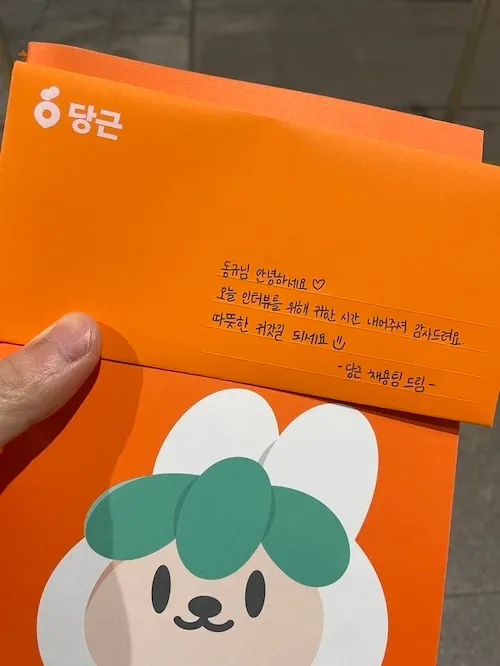 당근
동규님 안녕하세요 ♡
오늘 인터뷰를 위해 귀한 시간 내어주셔 감사드려요.
따뜻한 귀갓길 되세요 ☺
- 당근 채용팀 드림 -